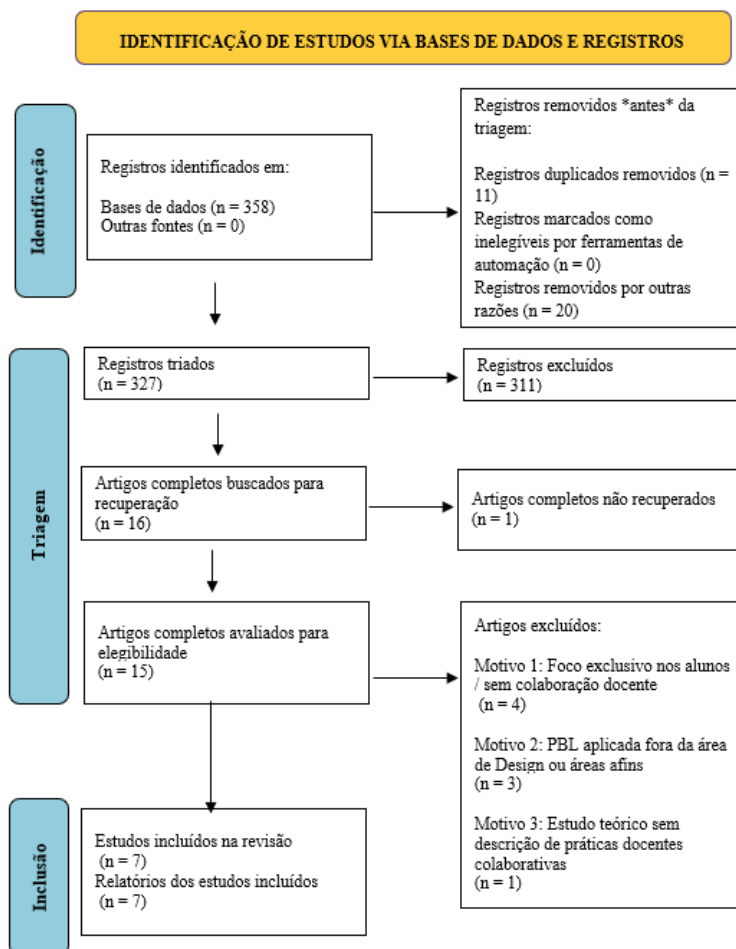 IDENTIFICAÇÃO DE ESTUDOS VIA BASES DE DADOS E REGISTROS
Identificação
Registros identificados em:
Bases de dados (n = 358)
Outras fontes (n = 0)
Registros removidos *antes* da
triagem:
Registros duplicados removidos (n =
11)
Registros marcados como
inelegíveis por ferramentas de
automação (n = 0)
Registros removidos por outras
razões (n = 20)
Triagem
Registros triados
(n = 327)
Registros excluídos
(n = 311)
Artigos completos buscados para
recuperação
(n = 16)
Artigos completos não recuperados
(n = 1)
Artigos completos avaliados para
elegibilidade
(n = 15)
Artigos excluídos:
Motivo 1: Foco exclusivo nos alunos
/ sem colaboração docente
(n = 4)
Motivo 2: PBL aplicada fora da área
de Design ou áreas afins
(n = 3)
Motivo 3: Estudo teórico sem
descrição de práticas docentes
colaborativas
(n = 1)
Inclusão
Estudos incluídos na revisão
(n = 7)
Relatórios dos estudos incluídos
(n = 7)